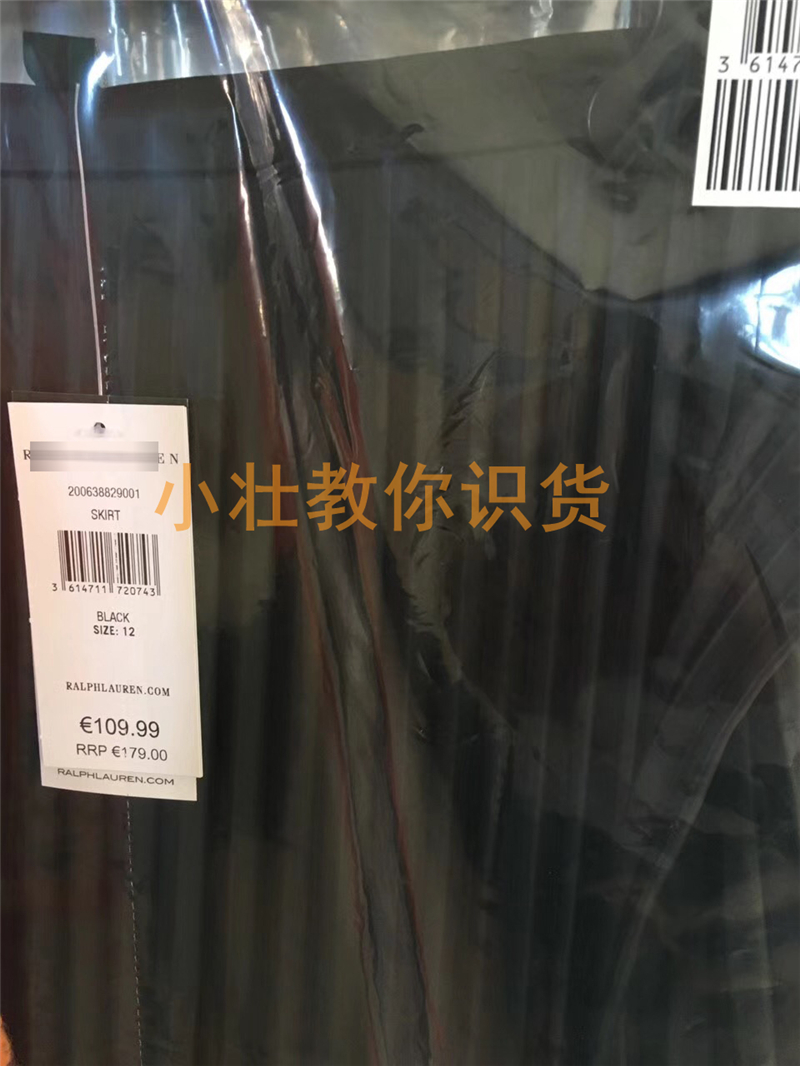 3 6147
200638829001
SKIRT
小壮教你识货
3 614711 720743
BLACK
SIZE: 12
RALPHLAUREN.COM
€109.99
RRP €179.00
RALPHLAUREN.COM